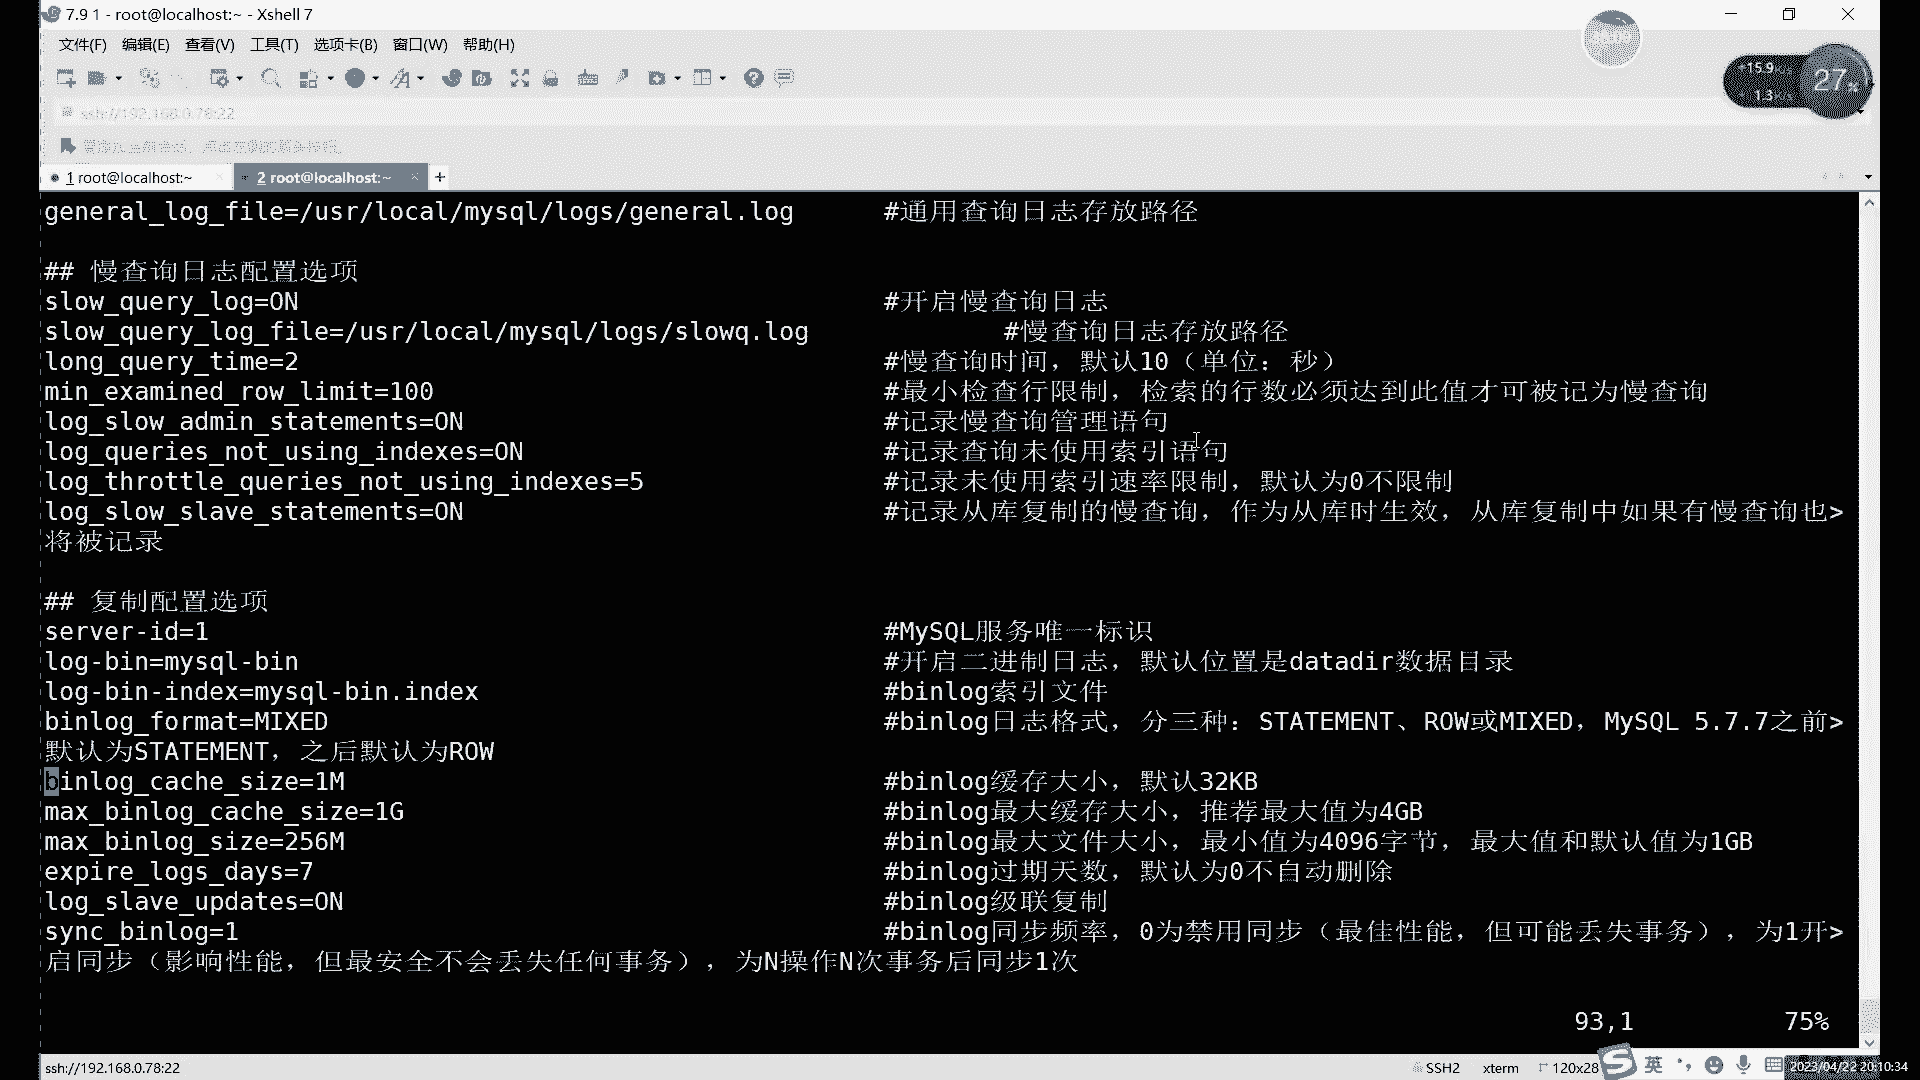 7.9 1 - root@localhost:~ - Xshell 7
文件(F) 编辑(E) 查看(V) 工具(T) 选项卡(B) 窗口(W) 帮助(H)
+15.9
27%
1.3
ssh://192.168.0.78:22
1 root@localhost:~ 2 root@localhost:~ +
general_log_file=/usr/local/mysql/logs/general.log #通用查询日志存放路径
## 慢查询日志配置选项
slow_query_log=ON #开启慢查询日志
slow_query_log_file=/usr/local/mysql/logs/slowq.log #慢查询日志存放路径
long_query_time=2 #慢查询时间，默认10（单位：秒）
min_examined_row_limit=100 #最小检查行限制，检索的行数必须达到此值才可被记为慢查询
log_slow_admin_statements=ON #记录慢查询管理语句
log_queries_not_using_indexes=ON #记录查询未使用索引语句
log_throttle_queries_not_using_indexes=5 #记录未使用索引速率限制，默认为0不限制
log_slow_slave_statements=ON #记录从库复制的慢查询，作为从库时生效，从库复制中如果有慢查询也>
将被记录
## 复制配置选项
server-id=1 #MySQL服务唯一标识
log-bin=mysql-bin #开启二进制日志，默认位置是datadir数据目录
log-bin-index=mysql-bin.index #binlog索引文件
binlog_format=MIXED #binlog日志格式，分三种：STATEMENT、ROW或MIXED，MySQL 5.7.7之前>
默认为STATEMENT，之后默认为ROW
binlog_cache_size=1M #binlog缓存大小，默认32KB
max_binlog_cache_size=1G #binlog最大缓存大小，推荐最大值为4GB
max_binlog_size=256M #binlog最大文件大小，最小值为4096字节，最大值和默认值为1GB
expire_logs_days=7 #binlog过期天数，默认为0不自动删除
log_slave_updates=ON #binlog级联复制
sync_binlog=1 #binlog同步频率，0为禁用同步（最佳性能，但可能丢失事务），为1开>
启同步（影响性能，但最安全不会丢失任何事务），为N操作N次事务后同步1次
93,1 75%
ssh://192.168.0.78:22 SSH2 xterm 120x28 英 2023/04/22 20:10:34